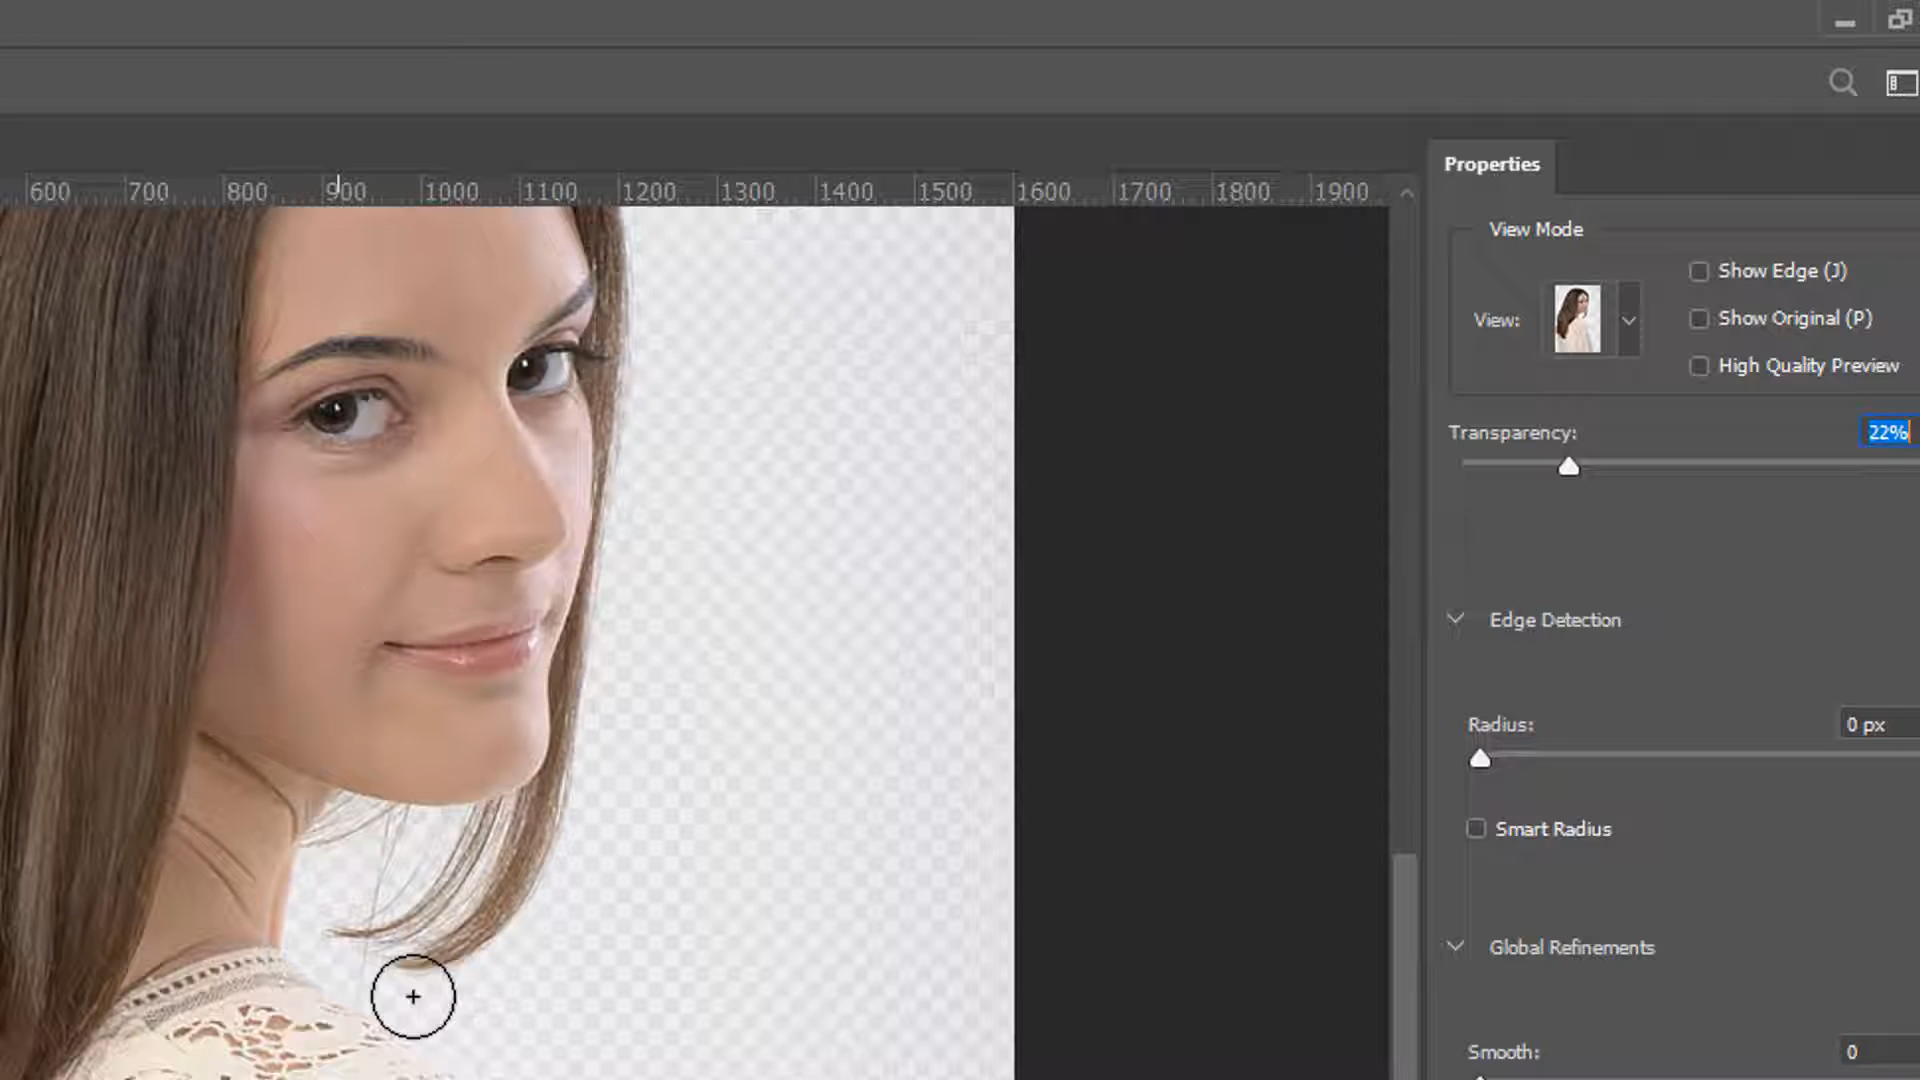 600 700 800 900 1000 1100 1200 1300 1400 1500 1600 1700 1800 1900
Properties
View Mode
Show Edge (J)
View:
Show Original (P)
High Quality Preview
Transparency: 22%
Edge Detection
Radius: 0 px
Smart Radius
Global Refinements
Smooth: 0